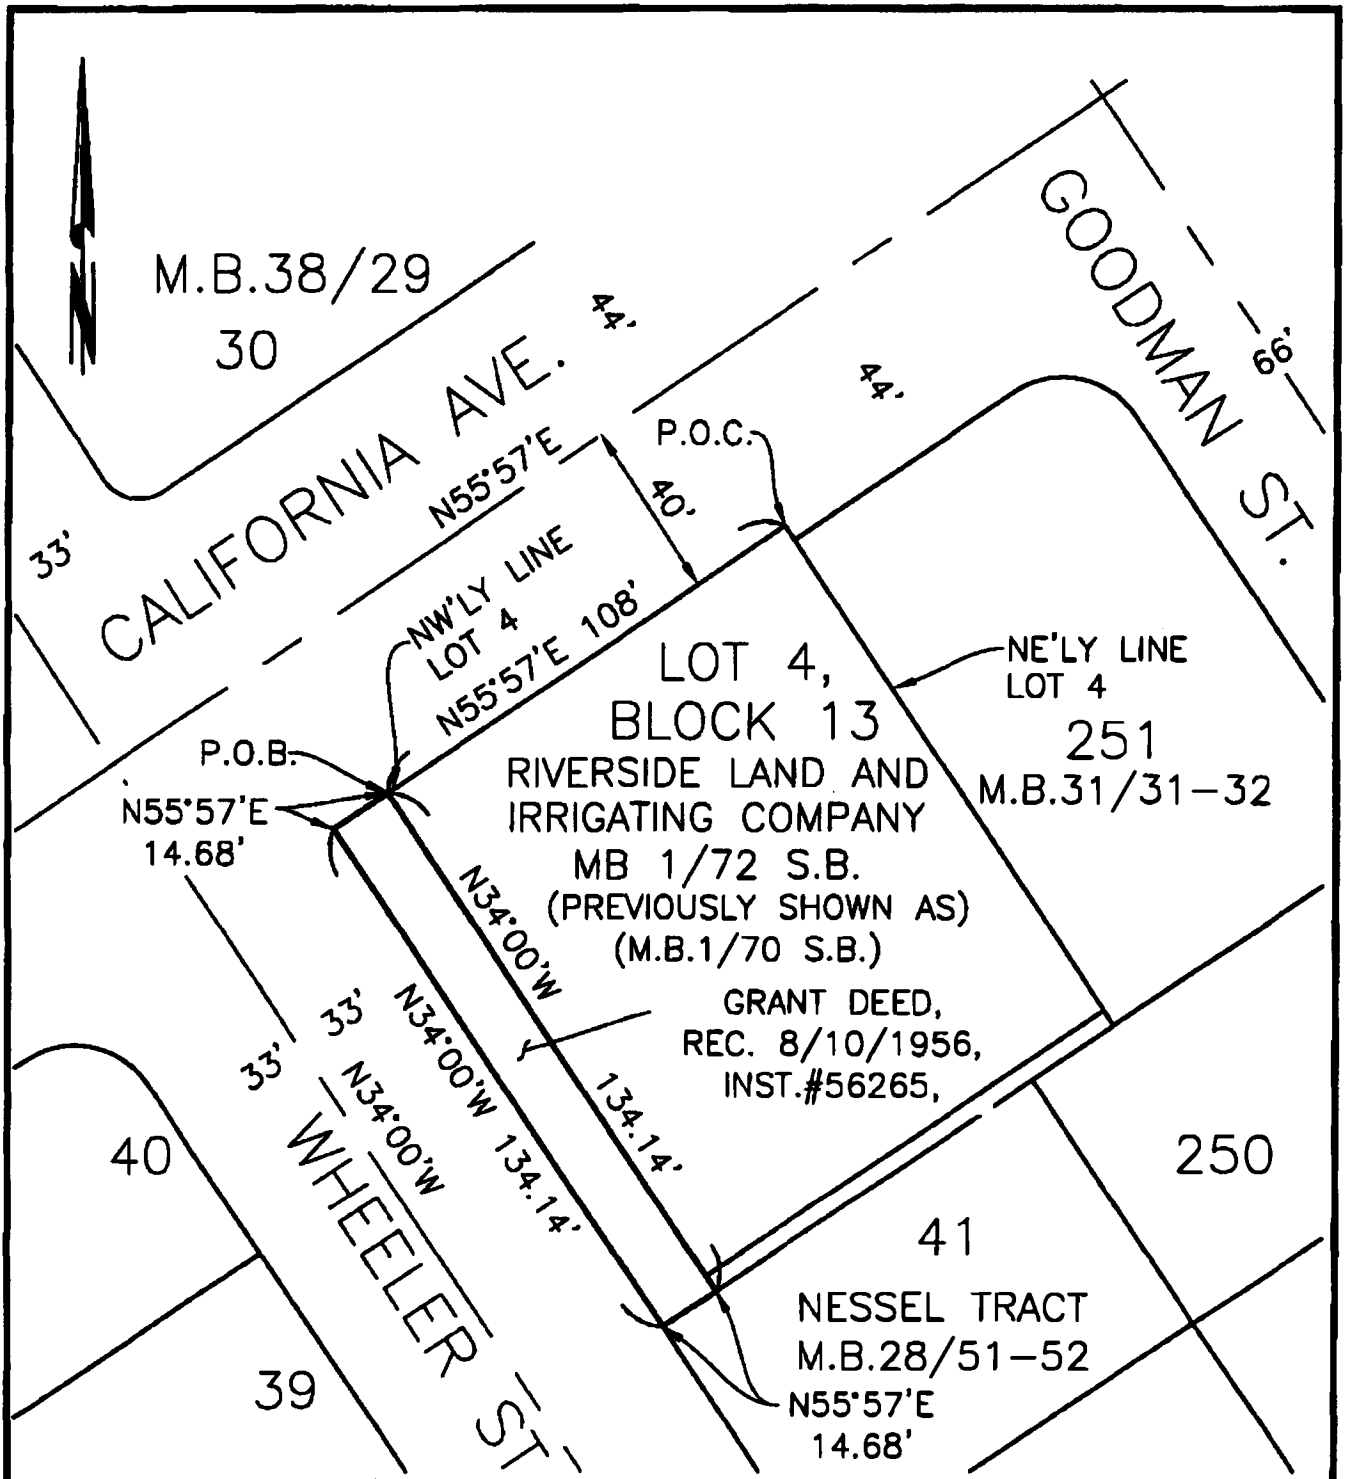 N
M.B.38/29
30
CALIFORNIA AVE.
44'
44'
GOODMAN ST.
66'
33'
N55°57'E
40'
P.O.C.
NW'LY LINE
LOT 4
N55°57'E 108'
P.O.B.
N55°57'E
14.68'
LOT 4,
BLOCK 13
RIVERSIDE LAND AND
IRRIGATING COMPANY
MB 1/72 S.B.
(PREVIOUSLY SHOWN AS)
(M.B.1/70 S.B.)
GRANT DEED,
REC. 8/10/1956,
INST.#56265,
NE'LY LINE
LOT 4
251
M.B.31/31-32
N34°00'W
134.14'
N34°00'W 134.14'
33'
33'
N34°00'W
WHEELER ST
40
39
250
41
NESSEL TRACT
M.B.28/51-52
N55°57'E
14.68'